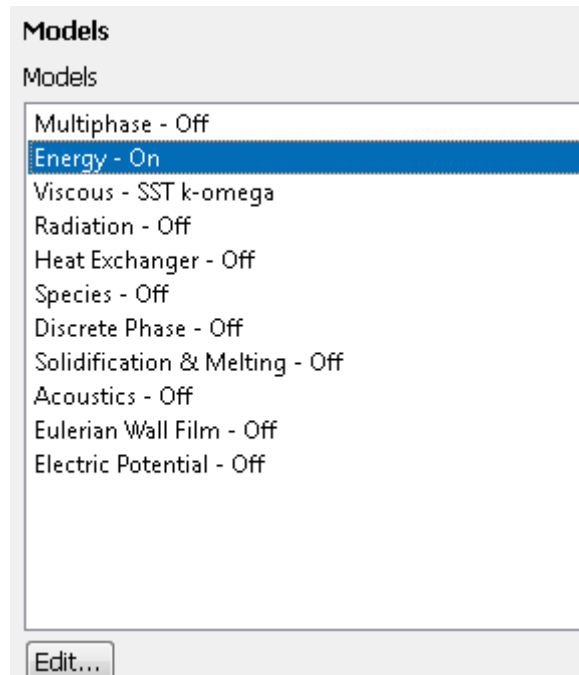 Models
Models
Multiphase - Off
Energy - On
Viscous - SST k-omega
Radiation - Off
Heat Exchanger - Off
Species - Off
Discrete Phase - Off
Solidification & Melting - Off
Acoustics - Off
Eulerian Wall Film - Off
Electric Potential - Off
Edit...